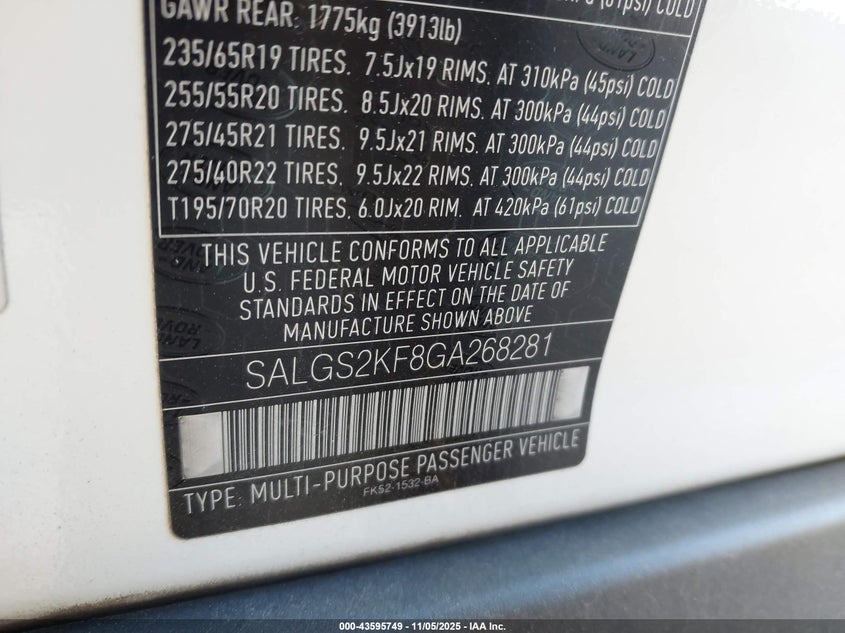 (61psi) COLD
GAWR REAR: 1775kg (3913lb)
235/65R19 TIRES. 7.5Jx19 RIMS. AT 310kPa (45psi) COLD
255/55R20 TIRES. 8.5Jx20 RIMS. AT 300kPa (44psi) COLD
275/45R21 TIRES. 9.5Jx21 RIMS. AT 300kPa (44psi) COLD
275/40R22 TIRES. 9.5Jx22 RIMS. AT 300kPa (44psi) COLD
T195/70R20 TIRES. 6.0Jx20 RIM. AT 420kPa (61psi) COLD
THIS VEHICLE CONFORMS TO ALL APPLICABLE
U.S. FEDERAL MOTOR VEHICLE SAFETY
STANDARDS IN EFFECT ON THE DATE OF
MANUFACTURE SHOWN ABOVE
SALGS2KF8GA268281
TYPE: MULTI-PURPOSE PASSENGER VEHICLE
FK52-1532-BA
000-43595749 - 11/05/2025 - IAA Inc.